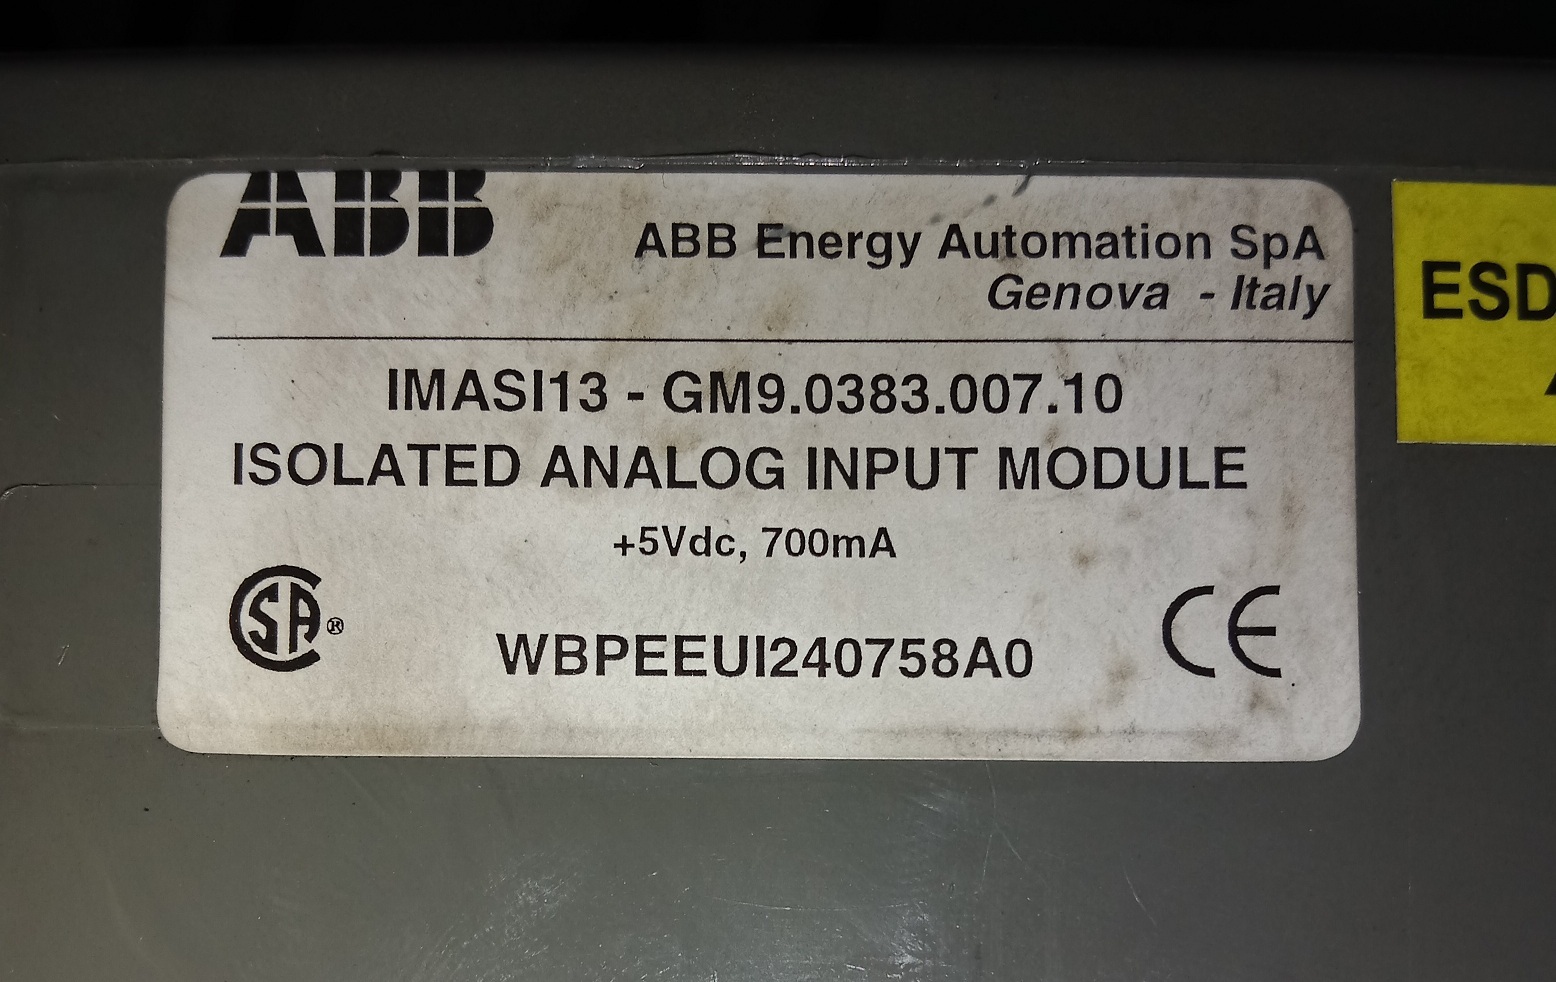 ABB
ABB Energy Automation SpA
Genova - Italy
IMASI13 - GM9.0383.007.10
ISOLATED ANALOG INPUT MODULE
+5Vdc, 700mA
SA®
WBPEEUI240758A0
CE
ESD